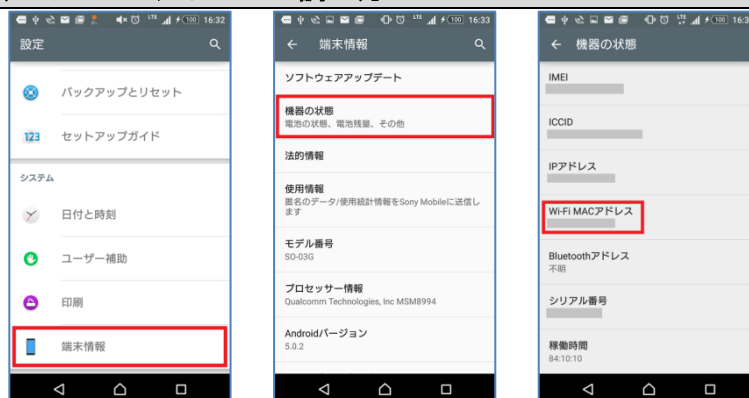 16:32
設定
バックアップとリセット
123 セットアップガイド
システム
日付と時刻
ユーザー補助
印刷
端末情報
LTE 100 16:33
端末情報
ソフトウェアアップデート
機器の状態
電池の状態、電池残量、その他
法的情報
使用情報
匿名のデータ/使用統計情報をSony Mobileに送信し
ます
モデル番号
SO-03G
プロセッサー情報
Qualcomm Technologies, Inc MSM8994
Androidバージョン
5.0.2
LTE 100
機器の状態
IMEI
ICCID
IPアドレス
Wi-Fi MACアドレス
Bluetoothアドレス
不明
シリアル番号
稼働時間
84:10:10